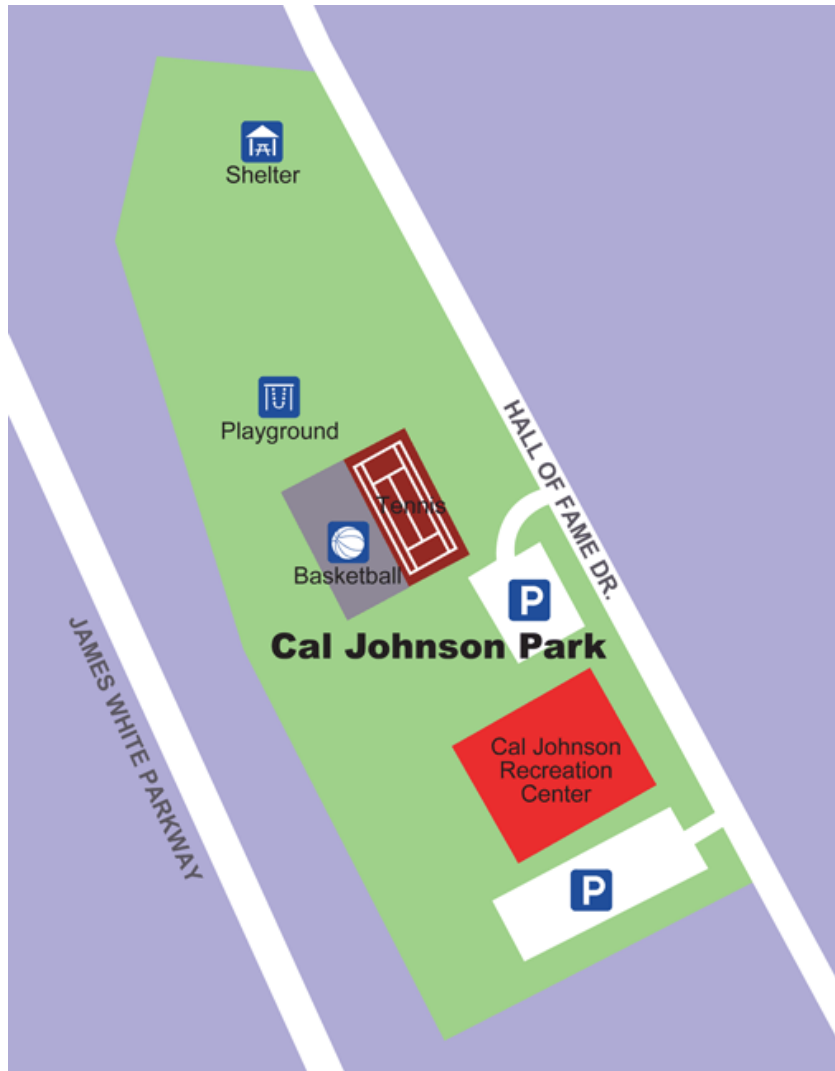 Shelter
Playground
HALL OF FAME DR.
Tennis
Basketball
P
Cal Johnson Park
JAMES WHITE PARKWAY
Cal Johnson
Recreation
Center
P